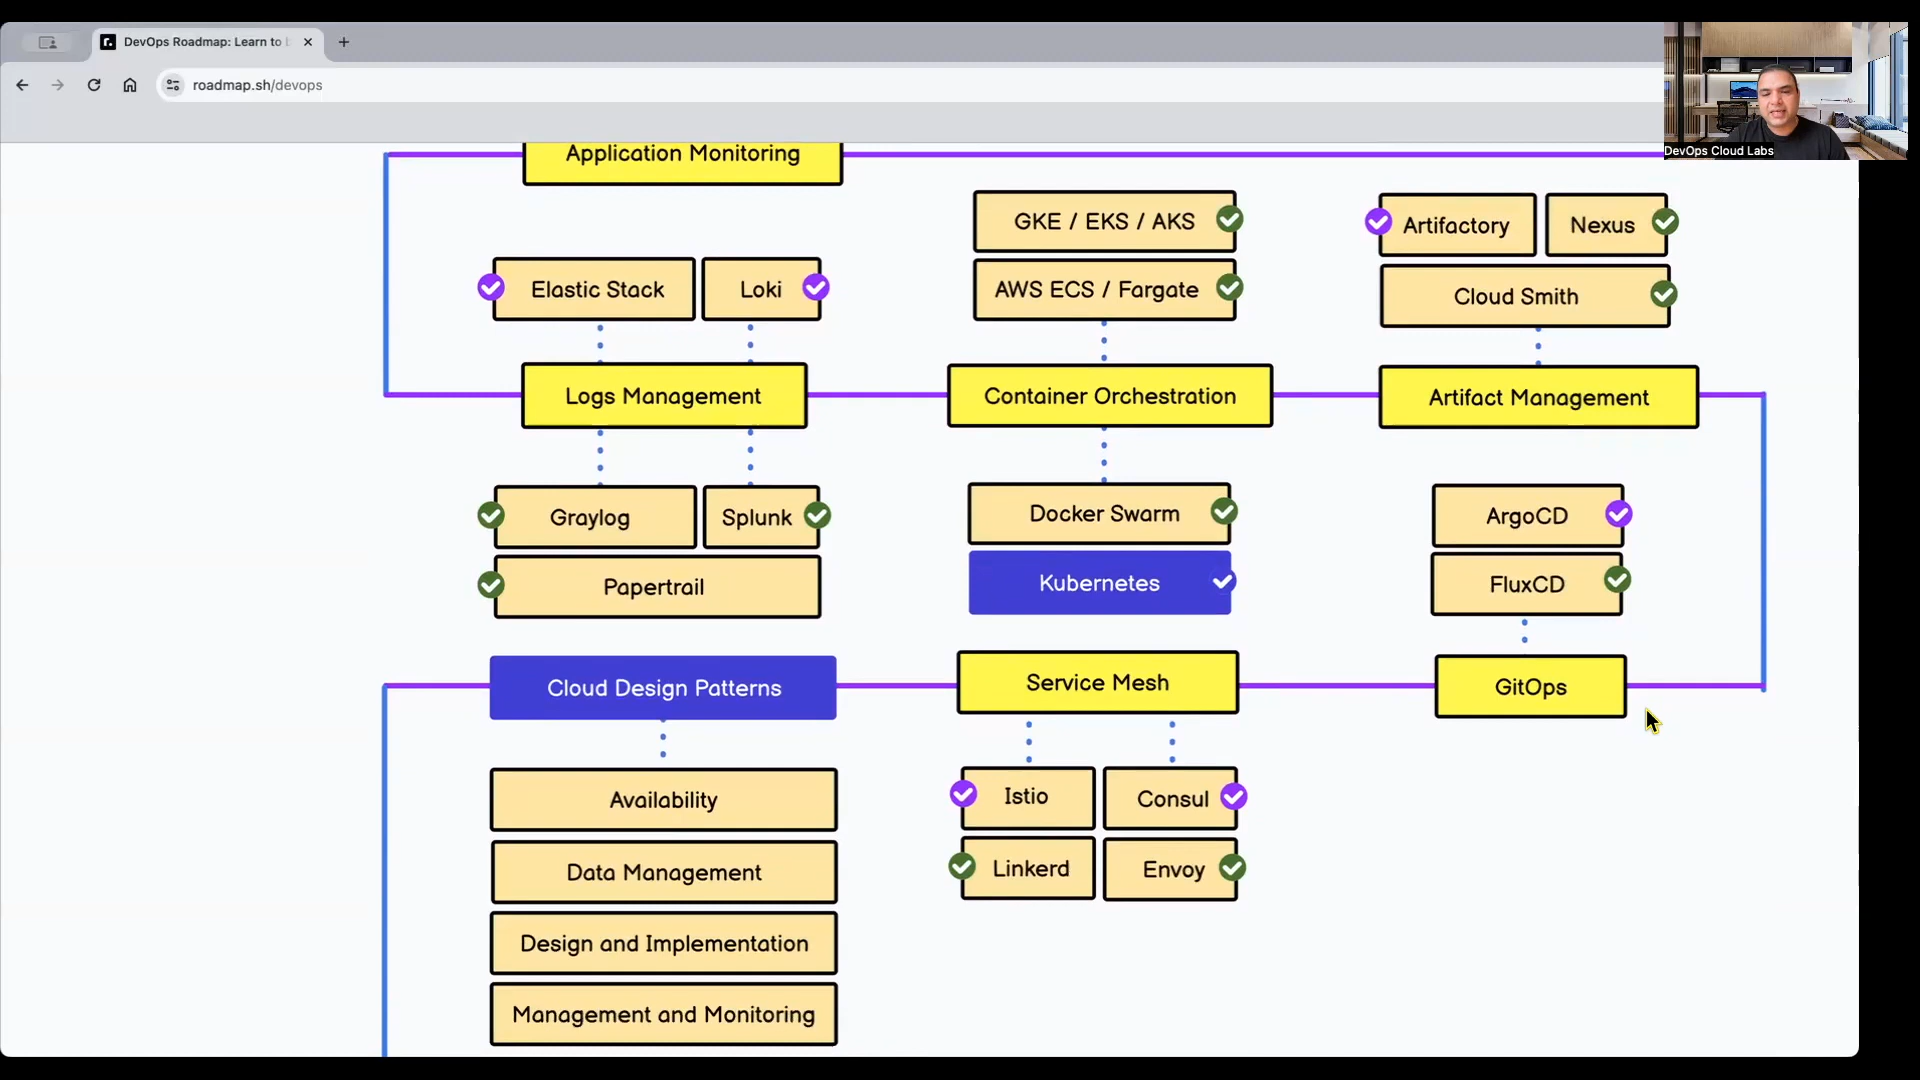 DevOps Roadmap: Learn to b
roadmap.sh/devops
DevOps Cloud Labs
Application Monitoring
GKE / EKS / AKS
Artifactory
Nexus
Elastic Stack
Loki
AWS ECS / Fargate
Cloud Smith
Logs Management
Container Orchestration
Artifact Management
Graylog
Splunk
Docker Swarm
ArgoCD
Papertrail
Kubernetes
FluxCD
Cloud Design Patterns
Service Mesh
GitOps
Availability
Istio
Consul
Data Management
Linkerd
Envoy
Design and Implementation
Management and Monitoring